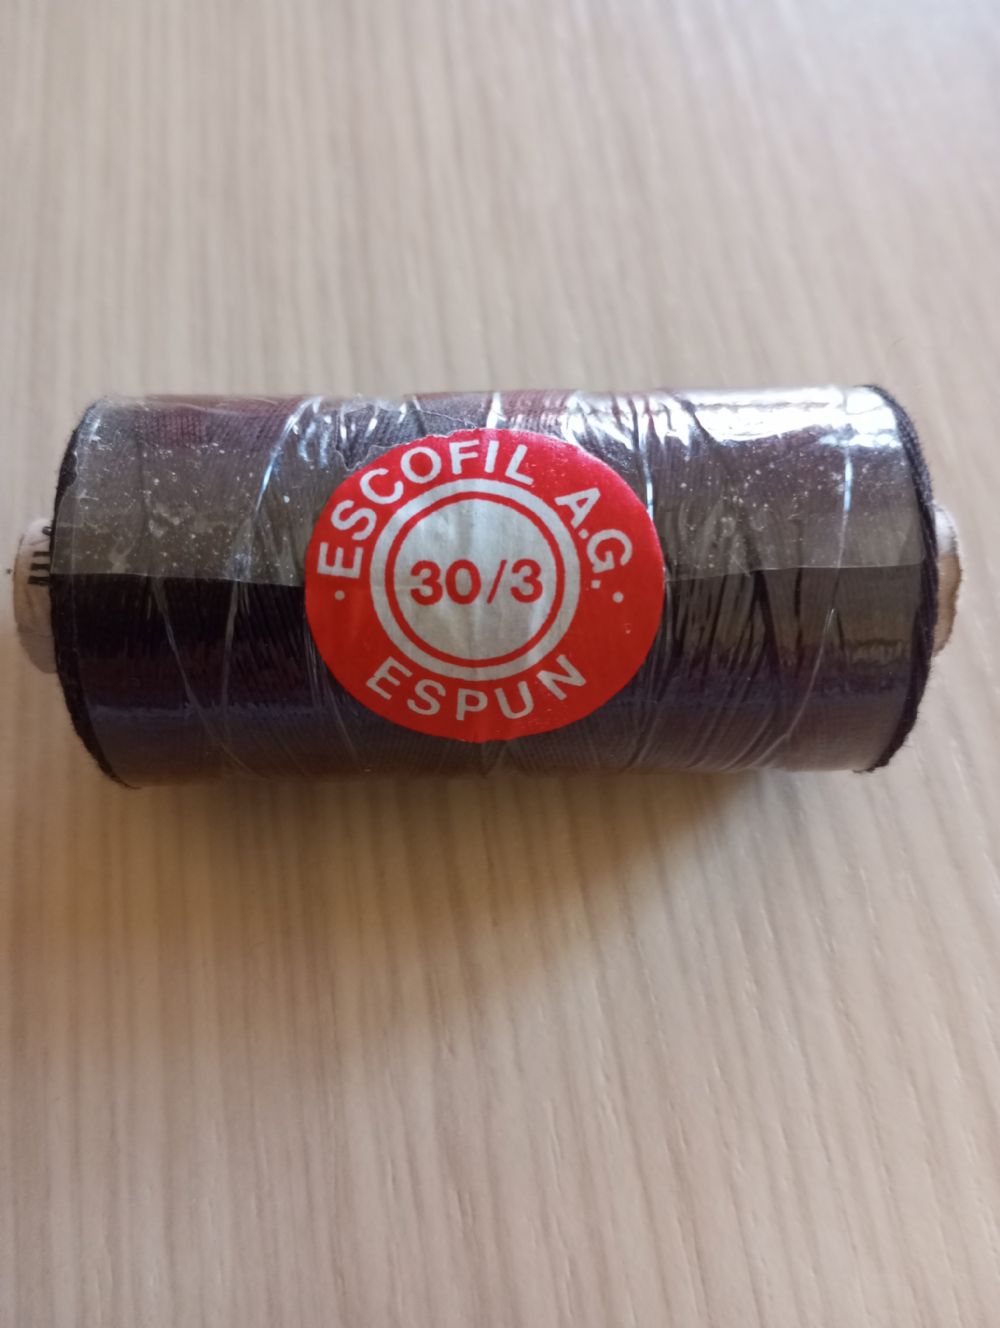 · ESCOFIL A.G. ·
30/3
ESPUN